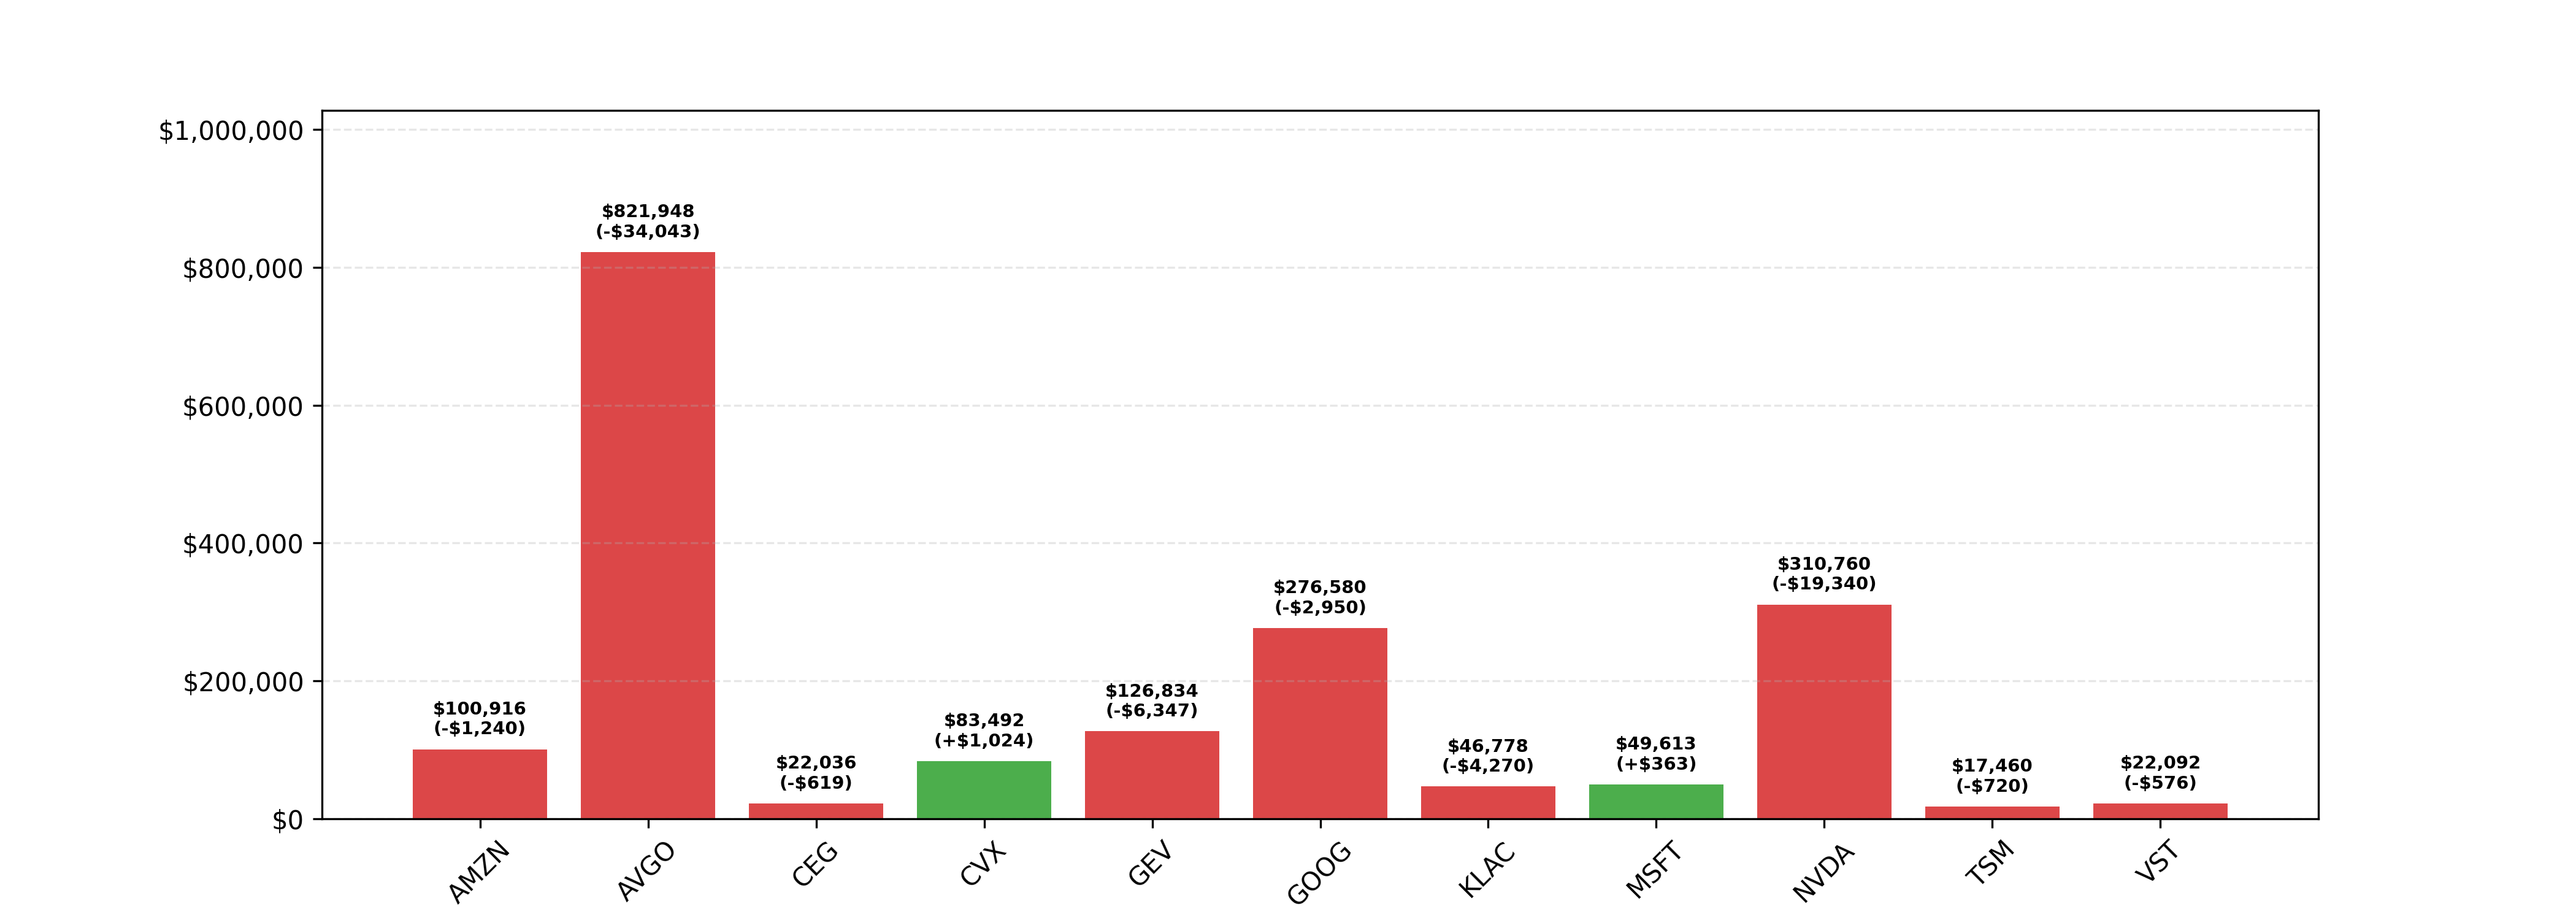 $1,000,000
$800,000
$600,000
$400,000
$200,000
$0
$100,916
(-$1,240)
$821,948
(-$34,043)
$22,036
(-$619)
$83,492
(+$1,024)
$126,834
(-$6,347)
$276,580
(-$2,950)
$46,778
(-$4,270)
$49,613
(+$363)
$310,760
(-$19,340)
$17,460
(-$720)
$22,092
(-$576)
AMZN
AVGO
CEG
CVX
GEV
GOOG
KLAC
MSFT
NVDA
TSM
VST